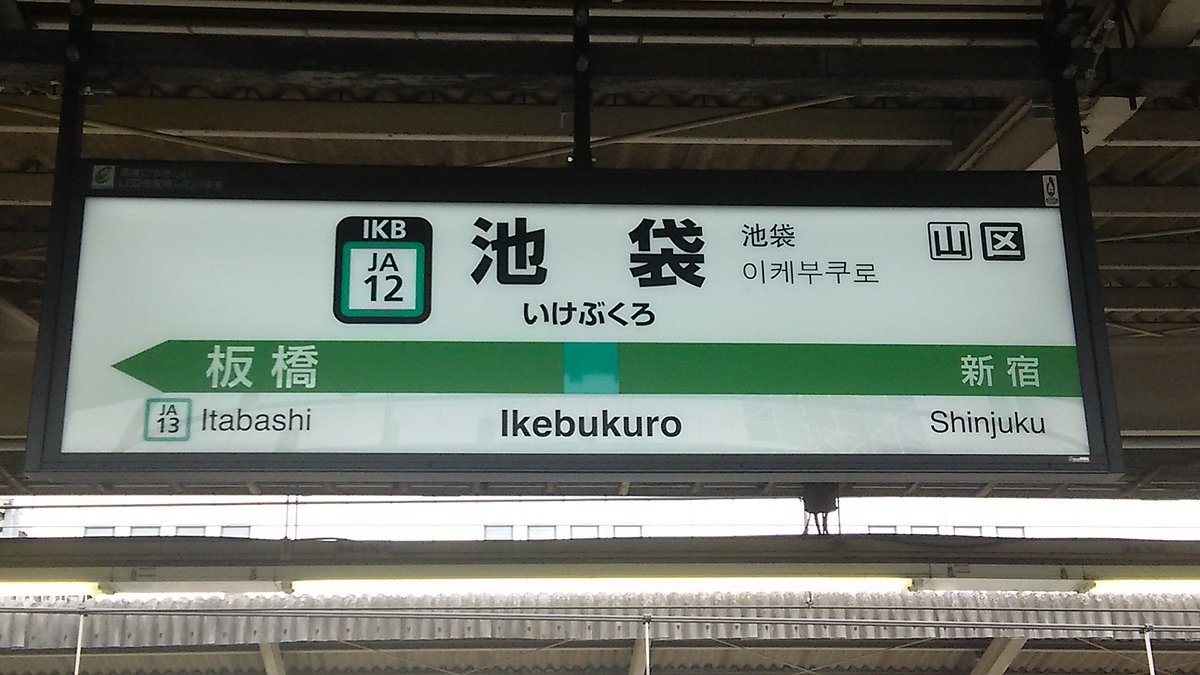 IKB
JA
12
池袋
いけぶくろ
池袋
이케부쿠로
山 区
板橋
新宿
JA
13
Itabashi
Ikebukuro
Shinjuku